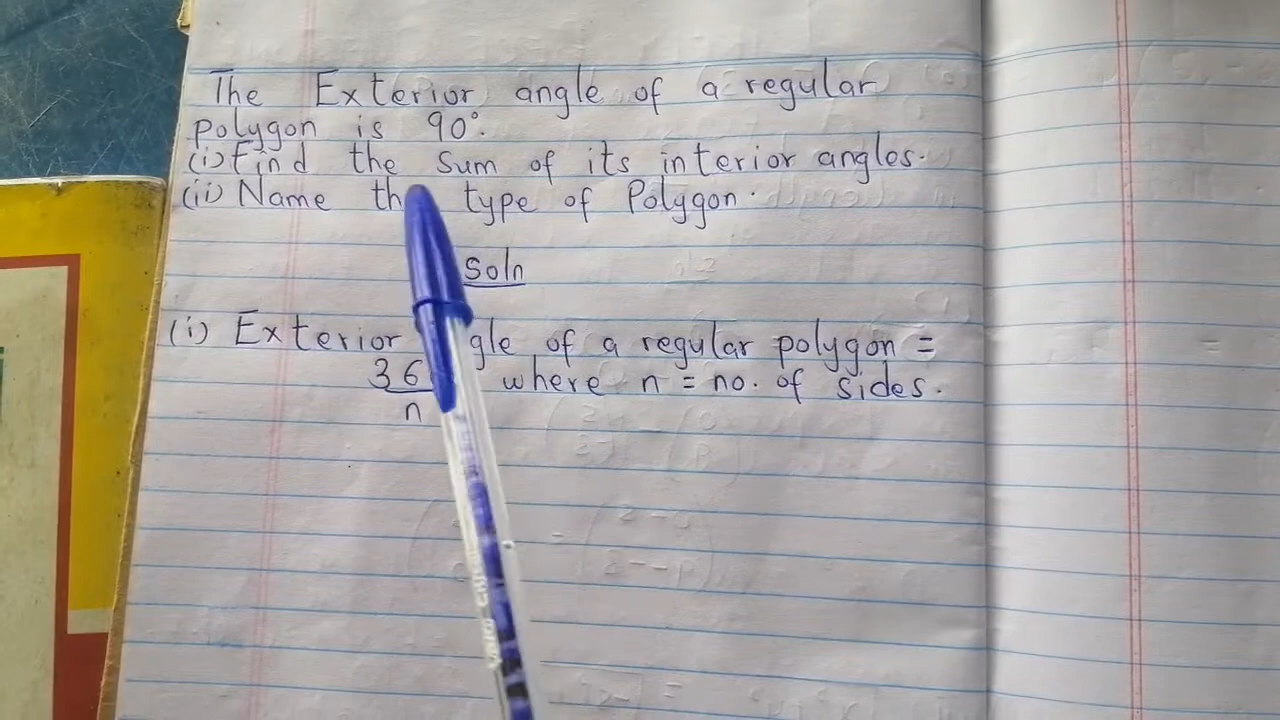 The Exterior angle of a regular
polygon is 90°.
(i) Find the sum of its interior angles.
(ii) Name th type of Polygon.
Soln
(i) Exterior gle of a regular polygon =
36 where n = no. of sides.
n